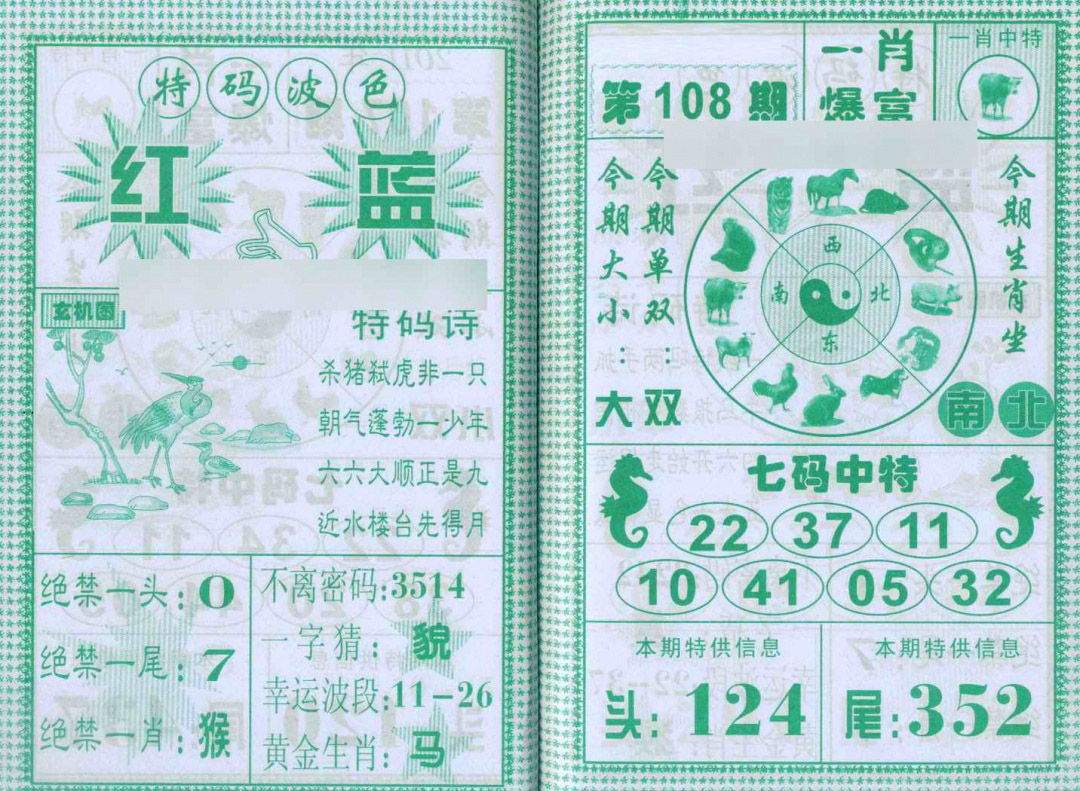 特码波色
红 蓝
玄机图
特码诗
杀猪弑虎非一只
朝气蓬勃一少年
六六大顺正是九
近水楼台先得月
绝禁一头:0
绝禁一尾:7
绝禁一肖:猴
不离密码:3514
一字猜:貌
幸运波段:11-26
黄金生肖:马
第108期
一肖
爆富
一肖中特
今期大小:大
今期单双:双
西
南 北
东
今期生肖坐
南 北
七码中特
22 37 11
10 41 05 32
本期特供信息
头:124
本期特供信息
尾:352